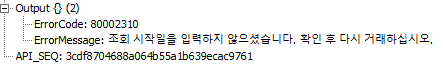 Output {} (2)
ErrorCode: 80002310
ErrorMessage: 조회 시작일을 입력하지 않으셨습니다. 확인 후 다시 거래하십시오.
API_SEQ: 3cdf8704688a064b55a1b639ecac9761